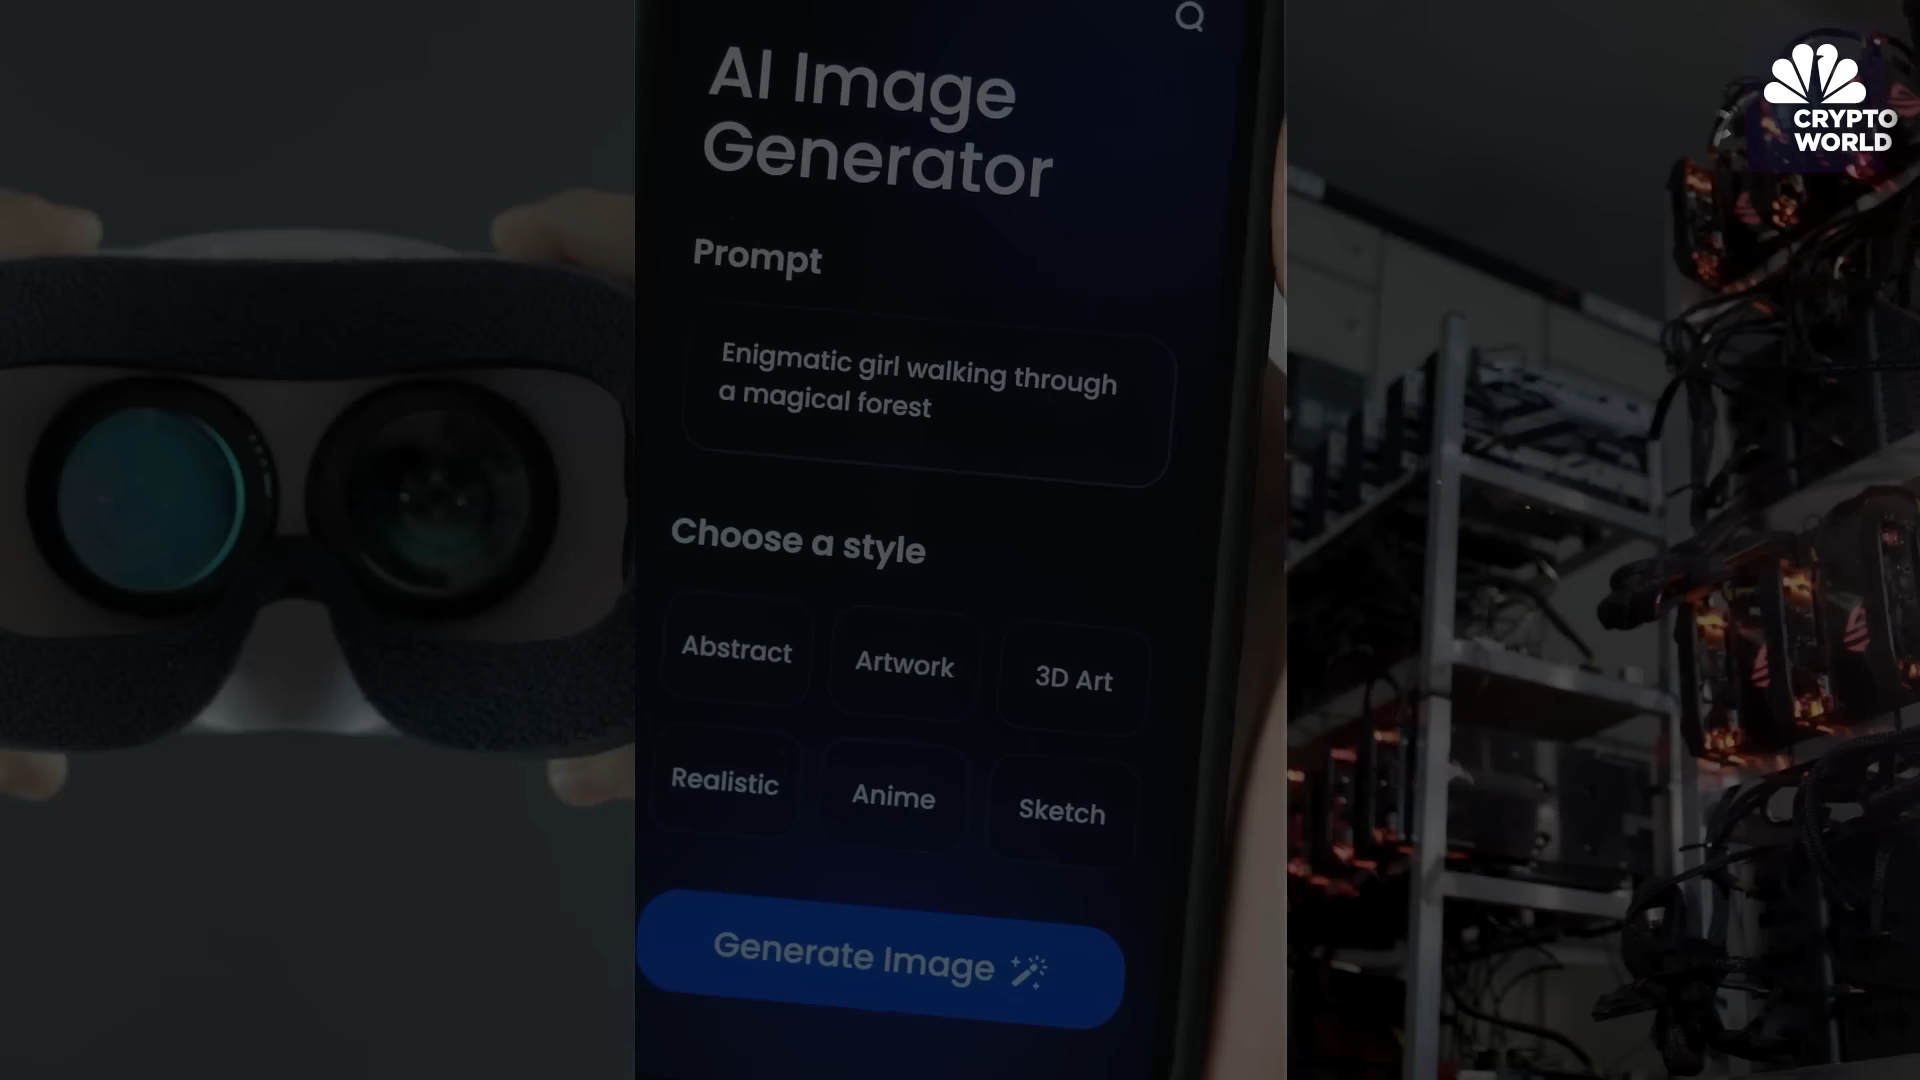 AI Image
Generator
Prompt
Enigmatic girl walking through
a magical forest
Choose a style
Abstract
Artwork
3D Art
Realistic
Anime
Sketch
Generate Image
CRYPTO
WORLD